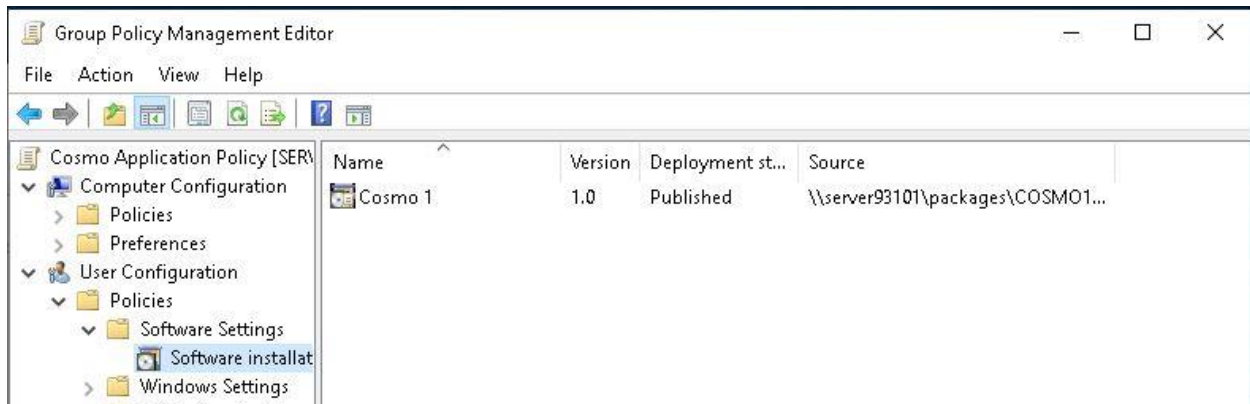 Group Policy Management Editor
File Action View Help
Cosmo Application Policy [SER\
Computer Configuration
Policies
Preferences
User Configuration
Policies
Software Settings
Software installat
Windows Settings
Name Version Deployment st... Source
Cosmo 1 1.0 Published \\server93101\packages\COSMO1...